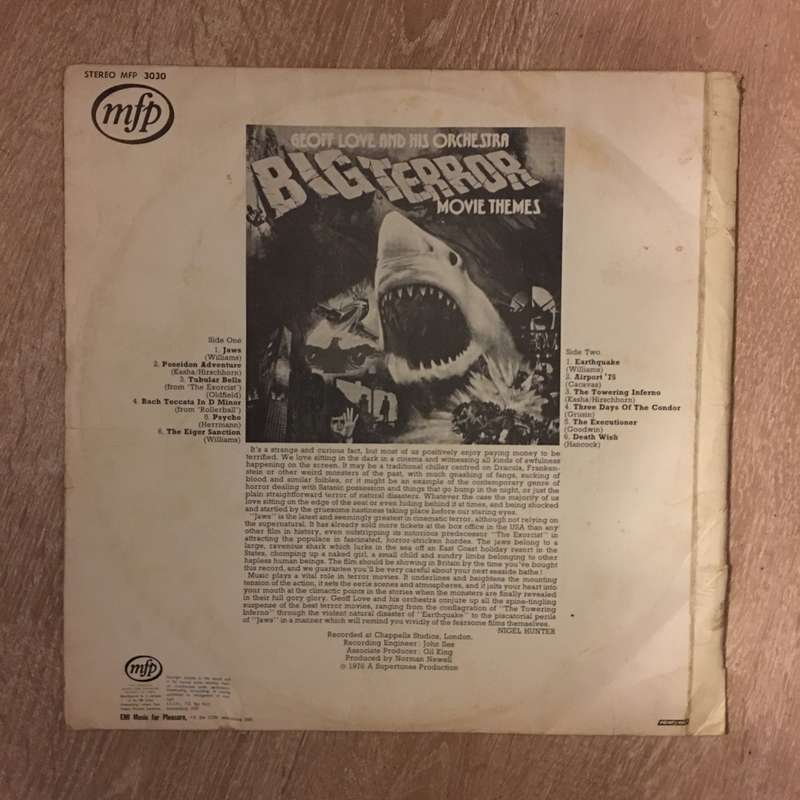 STEREO MFP 3030
mfp
GEOFF LOVE AND HIS ORCHESTRA
BIG TERROR
MOVIE THEMES
Side One
1. Jaws
(Williams)
2. Poseidon Adventure
(Kasha/Hirschhorn)
3. Tubular Bells
(from 'The Exorcist')
(Oldfield)
4. Bach Toccata In D Minor
(from 'Rollerball')
5. Psycho
(Herrmann)
6. The Eiger Sanction
(Williams)
Side Two
1. Earthquake
(Williams)
2. Airport '75
(Cacavas)
3. The Towering Inferno
(Kasha/Hirschhorn)
4. Three Days Of The Condor
(Grusin)
5. The Executioner
(Goodwin)
6. Death Wish
(Hancock)
It's a strange and curious fact, but most of us positively enjoy paying money to be
terrified. We love sitting in the dark in a cinema and witnessing all kinds of awfulness
happening on the screen. It may be a traditional chiller centred on Dracula, Franken-
stein or other weird monsters of the past, with much gnashing of fangs, sucking of
blood and similar foibles, or it might be an example of the contemporary genre of
horror dealing with Satanic possession and things that go bump in the night, or just the
plain straightforward terror of natural disasters. Whatever the case the majority of us
love sitting on the edge of the seat or even hiding behind it at times, and being shocked
and startled by the gruesome nastiness taking place before our staring eyes.
"Jaws" is the latest and seemingly greatest in cinematic terror, although not relying on
the supernatural. It has already sold more tickets at the box office in the USA than any
other film in history, even outstripping its notorious predecessor "The Exorcist" in
attracting the populace in fascinated, horror-stricken hordes. The jaws belong to a
large, ravenous shark which lurks in the sea off an East Coast holiday resort in the
States, chomping up a naked girl, a small child and sundry limbs belonging to other
hapless human beings. The film should be showing in Britain by the time you've bought
this record, and we guarantee you'll be very careful about your next seaside bathe!
Music plays a vital role in terror movies. It underlines and heightens the mounting
tension of the action, it sets the eerie scenes and atmospheres, and it jolts your heart into
your mouth at the climactic points in the stories when the monsters are finally revealed
in their full gory glory. Geoff Love and his orchestra conjure up all the spine-tingling
suspense of the best terror movies, ranging from the conflagration of "The Towering
Inferno" through the violent natural disaster of "Earthquake" to the piscatorial perils
of "Jaws" in a manner which will remind you vividly of the fearsome films themselves.
NIGEL HUNTER
Recorded at Chappells Studios, London.
Recording Engineer: John See
Associate Producer: Gil King
Produced by Norman Newell
℗ 1976 A Supertunes Production
mfp
EMI Music for Pleasure,